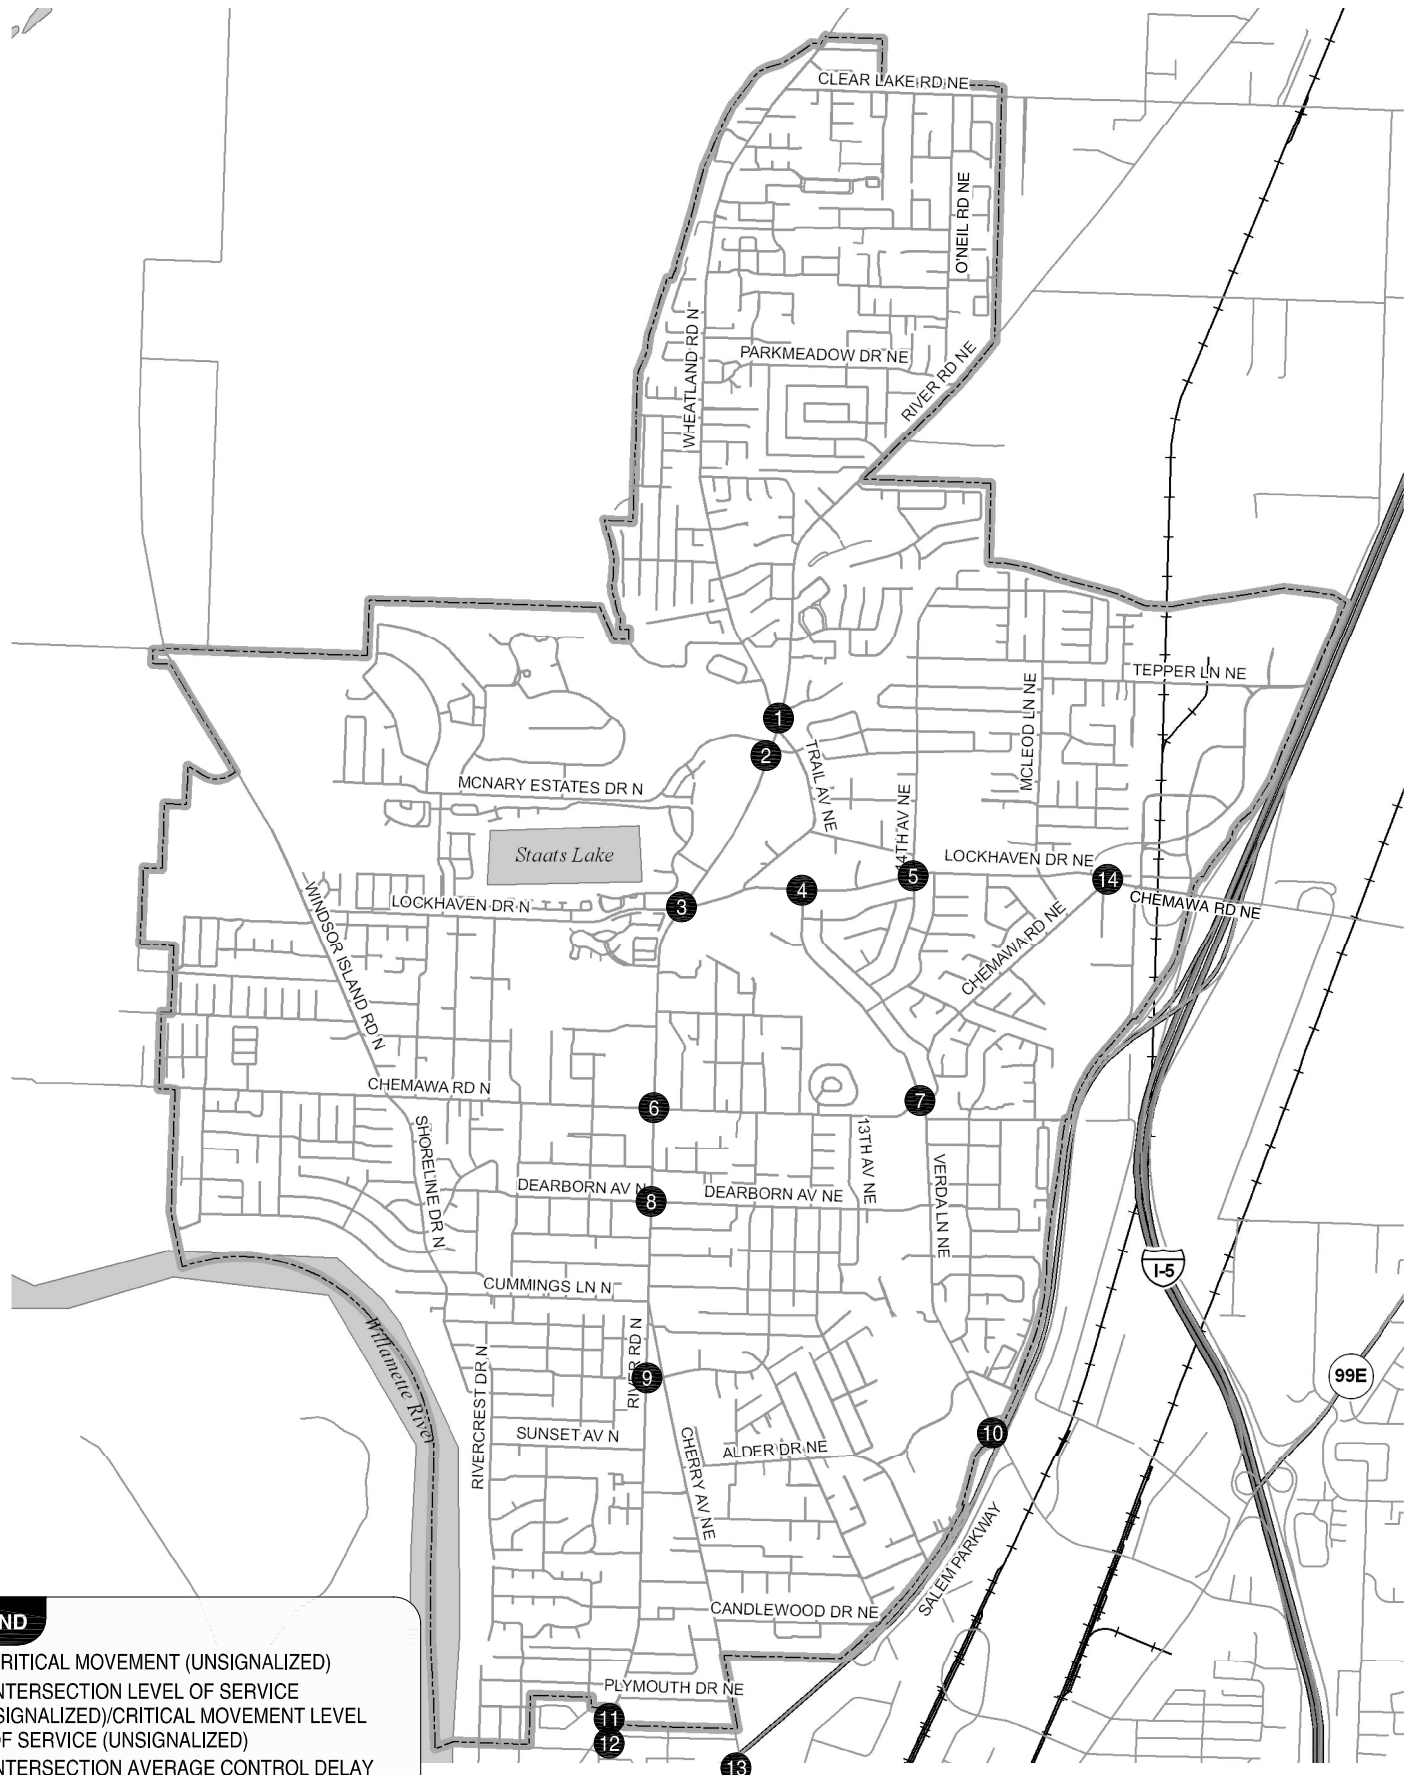 CLEAR LAKE RD NE
O'NEIL RD NE
WHEATLAND RD N
PARKMEADOW DR NE
RIVER RD NE
TEPPER LN NE
MCLEOD LN NE
1
2
TRAIL AV NE
MCNARY ESTATES DR N
14TH AV NE
Staats Lake
LOCKHAVEN DR NE
5
14
4
3
CHEMAWA RD NE
LOCKHAVEN DR N
WINDSOR ISLAND RD N
CHEMAWA RD NE
CHEMAWA RD N
6
7
SHORELINE DR N
13TH AV NE
VERDA LN NE
DEARBORN AV N
DEARBORN AV NE
8
I-5
CUMMINGS LN N
Willamette River
RIVER RD N
RIVERCREST DR N
9
99E
SUNSET AV N
CHERRY AV NE
ALDER DR NE
10
SALEM PARKWAY
CANDLEWOOD DR NE
PLYMOUTH DR NE
11
12
13
ND
RITICAL MOVEMENT (UNSIGNALIZED)
NTERSECTION LEVEL OF SERVICE
SIGNALIZED)/CRITICAL MOVEMENT LEVEL
OF SERVICE (UNSIGNALIZED)
NTERSECTION AVERAGE CONTROL DELAY